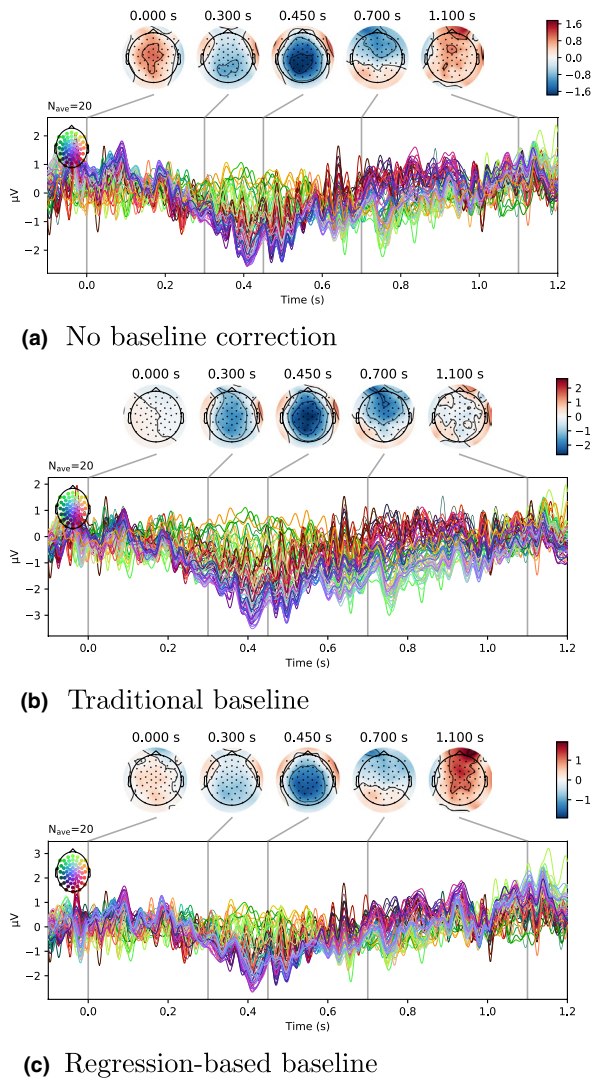 0.000 s 0.300 s 0.450 s 0.700 s 1.100 s
1.6
0.8
0.0
−0.8
−1.6
N_ave=20
2
1
0
−1
−2
µV
0.0 0.2 0.4 0.6 0.8 1.0 1.2
Time (s)
(a) No baseline correction
0.000 s 0.300 s 0.450 s 0.700 s 1.100 s
2
1
0
−1
−2
N_ave=20
2
1
0
−1
−2
−3
µV
0.0 0.2 0.4 0.6 0.8 1.0 1.2
Time (s)
(b) Traditional baseline
0.000 s 0.300 s 0.450 s 0.700 s 1.100 s
1
0
−1
N_ave=20
3
2
1
0
−1
−2
µV
0.0 0.2 0.4 0.6 0.8 1.0 1.2
Time (s)
(c) Regression-based baseline